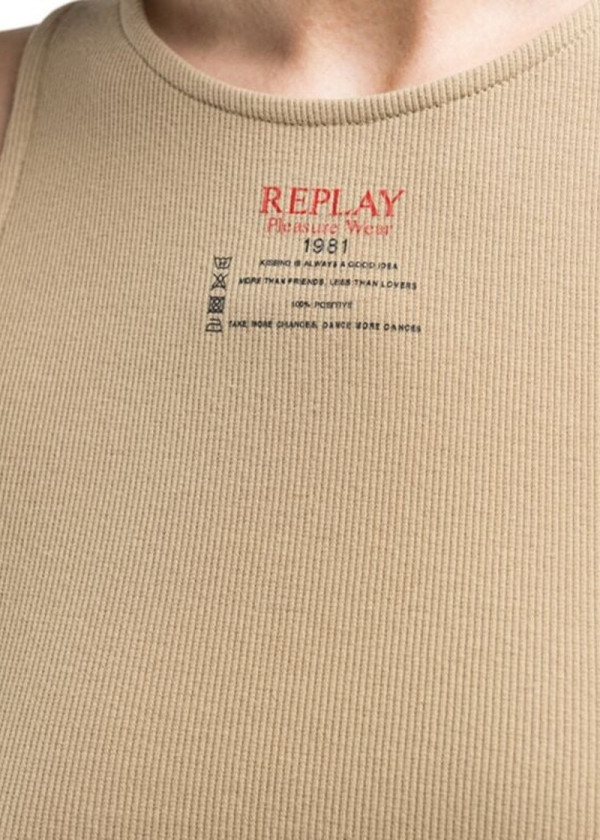 REPLAY
Pleasure Wear
1981
KISSING IS ALWAYS A GOOD IDEA
MORE THAN FRIENDS, LESS THAN LOVERS
100% POSITIVE
TAKE MORE CHANCES, DANCE MORE DANCES